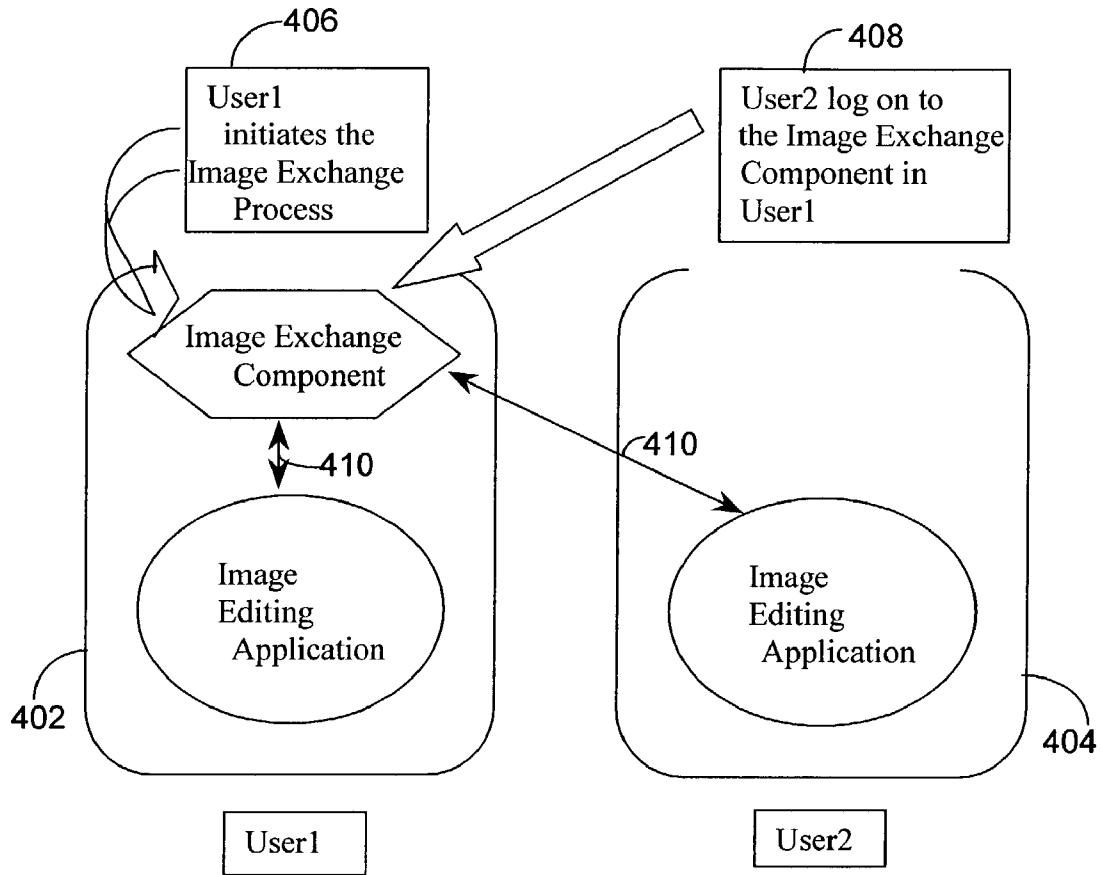 406
User1
initiates the
Image Exchange
Process
408
User2 log on to
the Image Exchange
Component in
User1
Image Exchange
Component
410
410
Image
Editing
Application
Image
Editing
Application
402
404
User1
User2